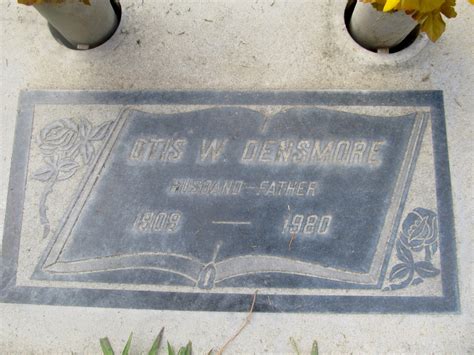 OTIS W. DENSMORE
HUSBAND - FATHER
1909 — 1980